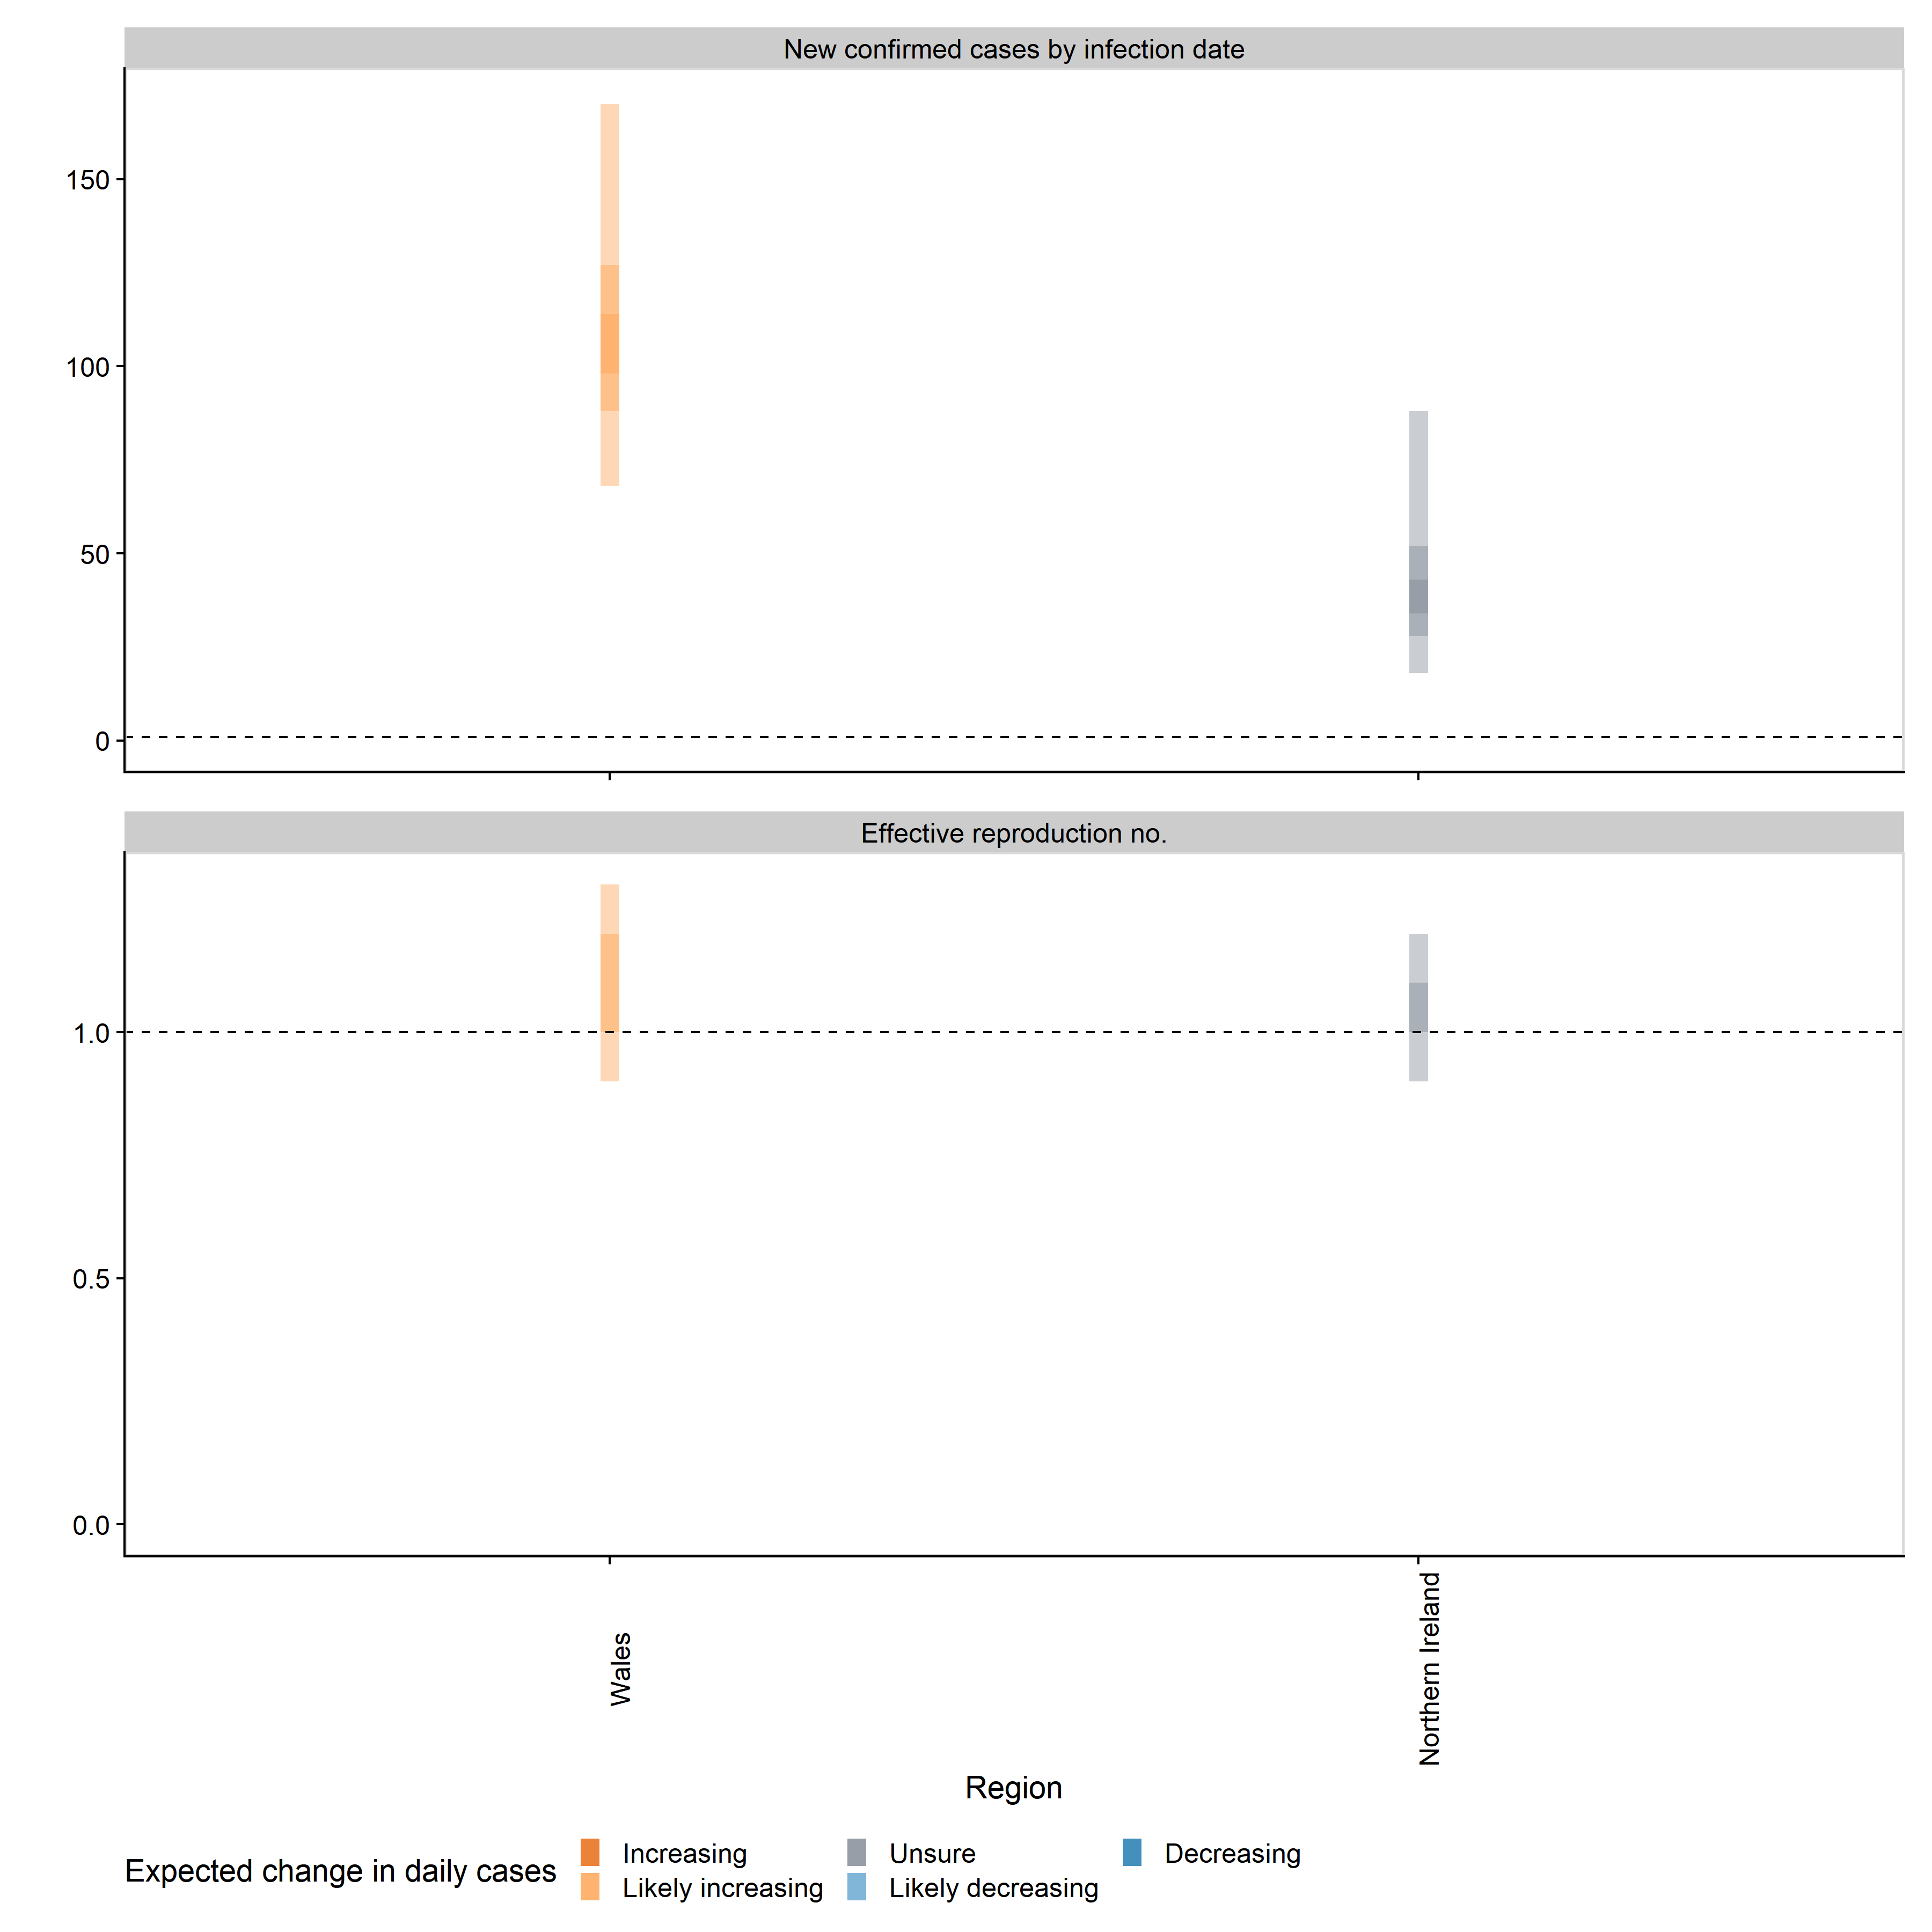 New confirmed cases by infection date
150
100
50
0
Effective reproduction no.
1.0
0.5
0.0
Wales
Northern Ireland
Region
Expected change in daily cases
Increasing
Unsure
Decreasing
Likely increasing
Likely decreasing